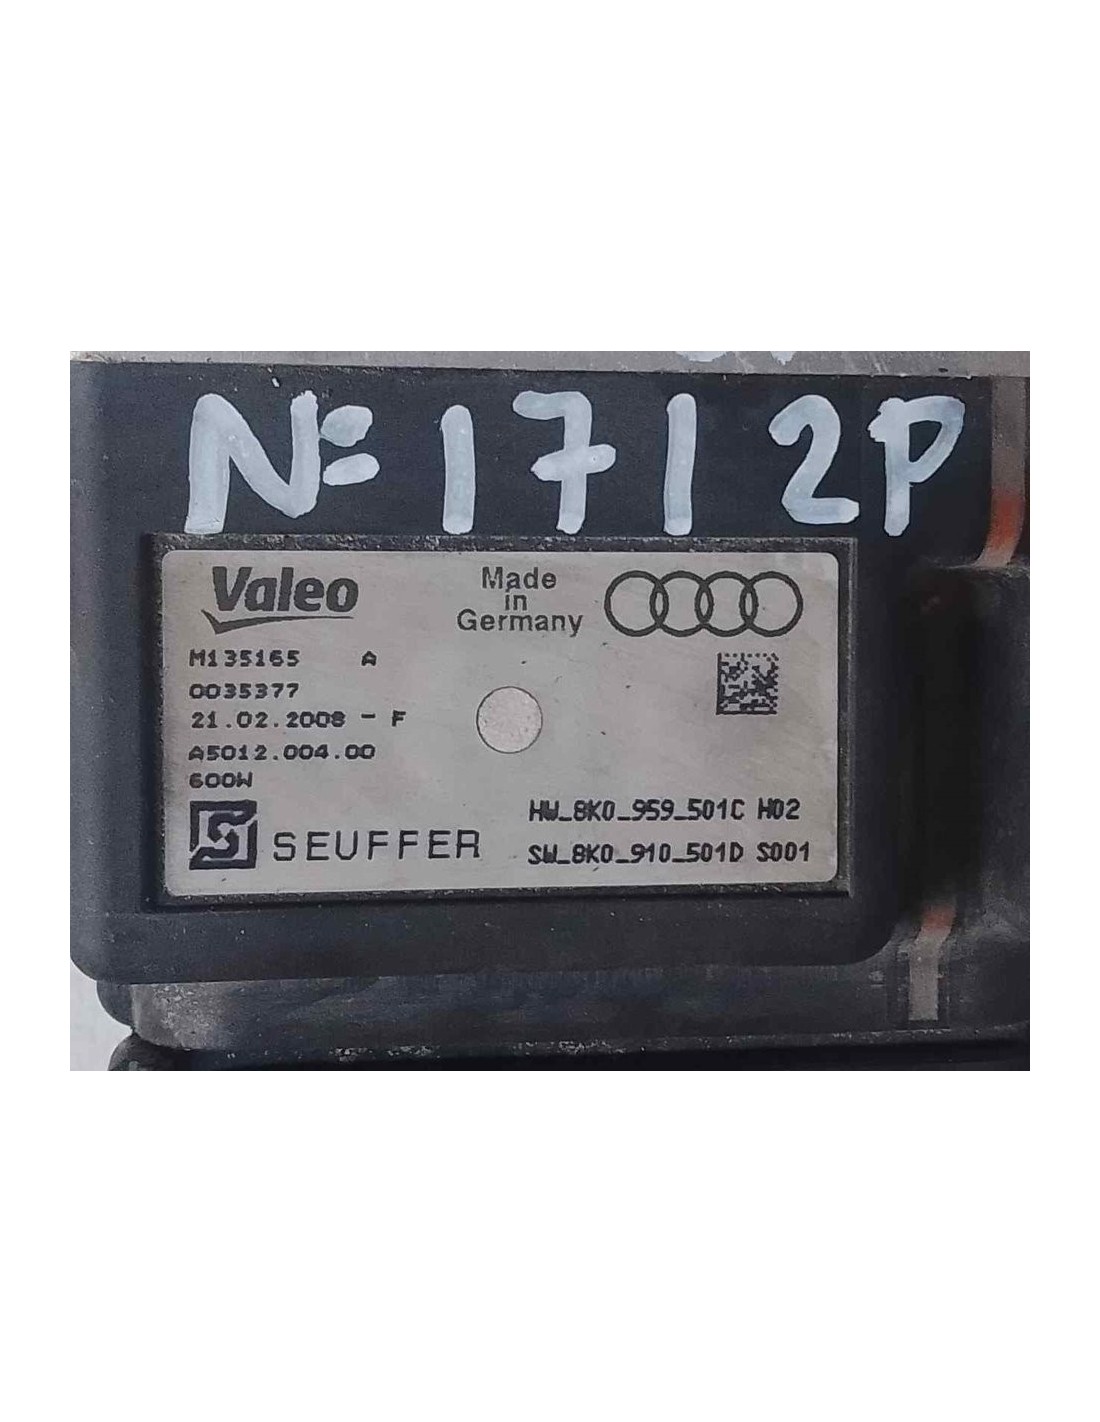 Nº 1712P
Valeo
Made
in
Germany
M135165 A
0035377
21.02.2008 - F
A5012.004.00
600W
SEUFFER
HW_8K0_959_501C H02
SW_8K0_910_501D S001